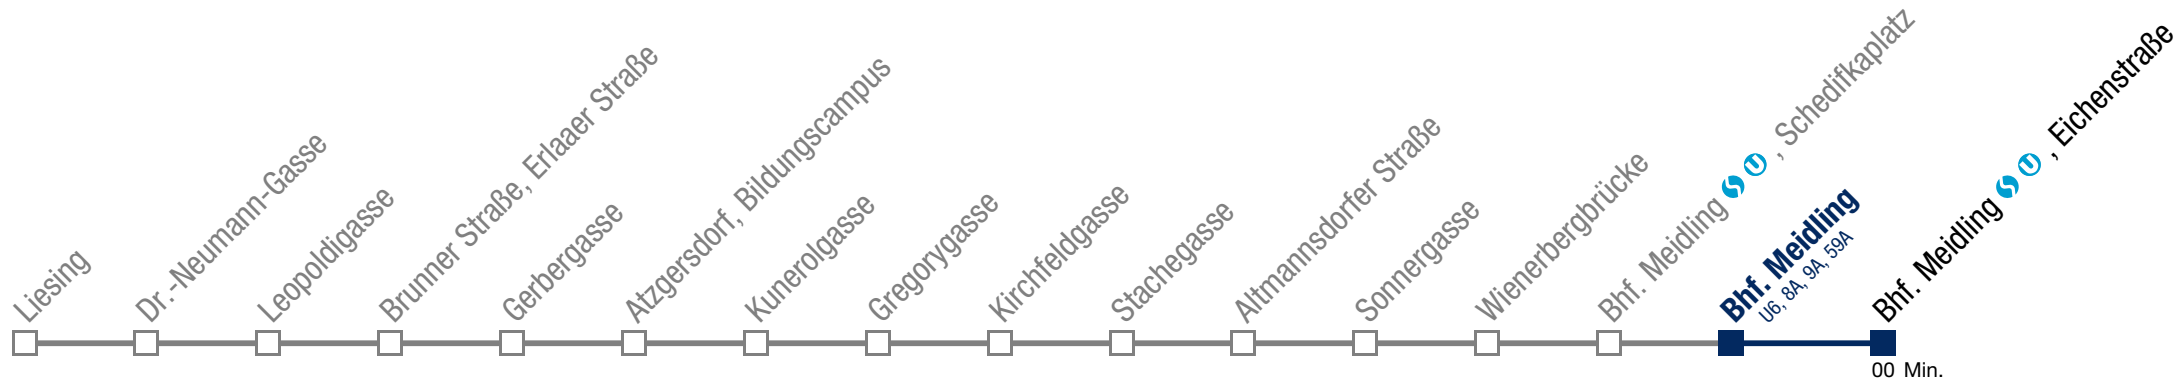 Liesing
Dr.-Neumann-Gasse
Leopoldigasse
Brunner Straße, Erlaaer Straße
Gerbergasse
Atzgersdorf, Bildungscampus
Kunerolgasse
Gregorygasse
Kirchfeldgasse
Stachegasse
Altmannsdorfer Straße
Sonnergasse
Wienerbergbrücke
Bhf. Meidling S U , Schedifkaplatz
Bhf. Meidling
U6, 8A, 9A, 59A
Bhf. Meidling S U , Eichenstraße
00 Min.